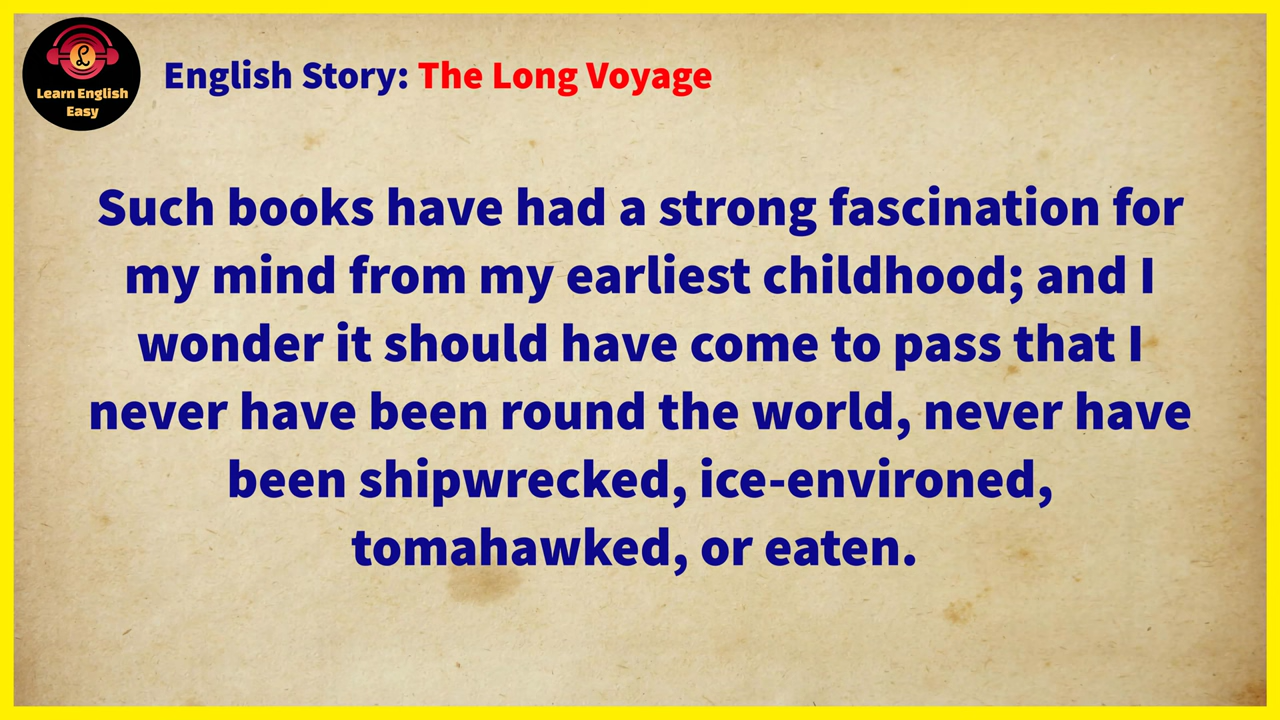 Learn English
Easy
English Story: The Long Voyage
Such books have had a strong fascination for
my mind from my earliest childhood; and I
wonder it should have come to pass that I
never have been round the world, never have
been shipwrecked, ice-environed,
tomahawked, or eaten.